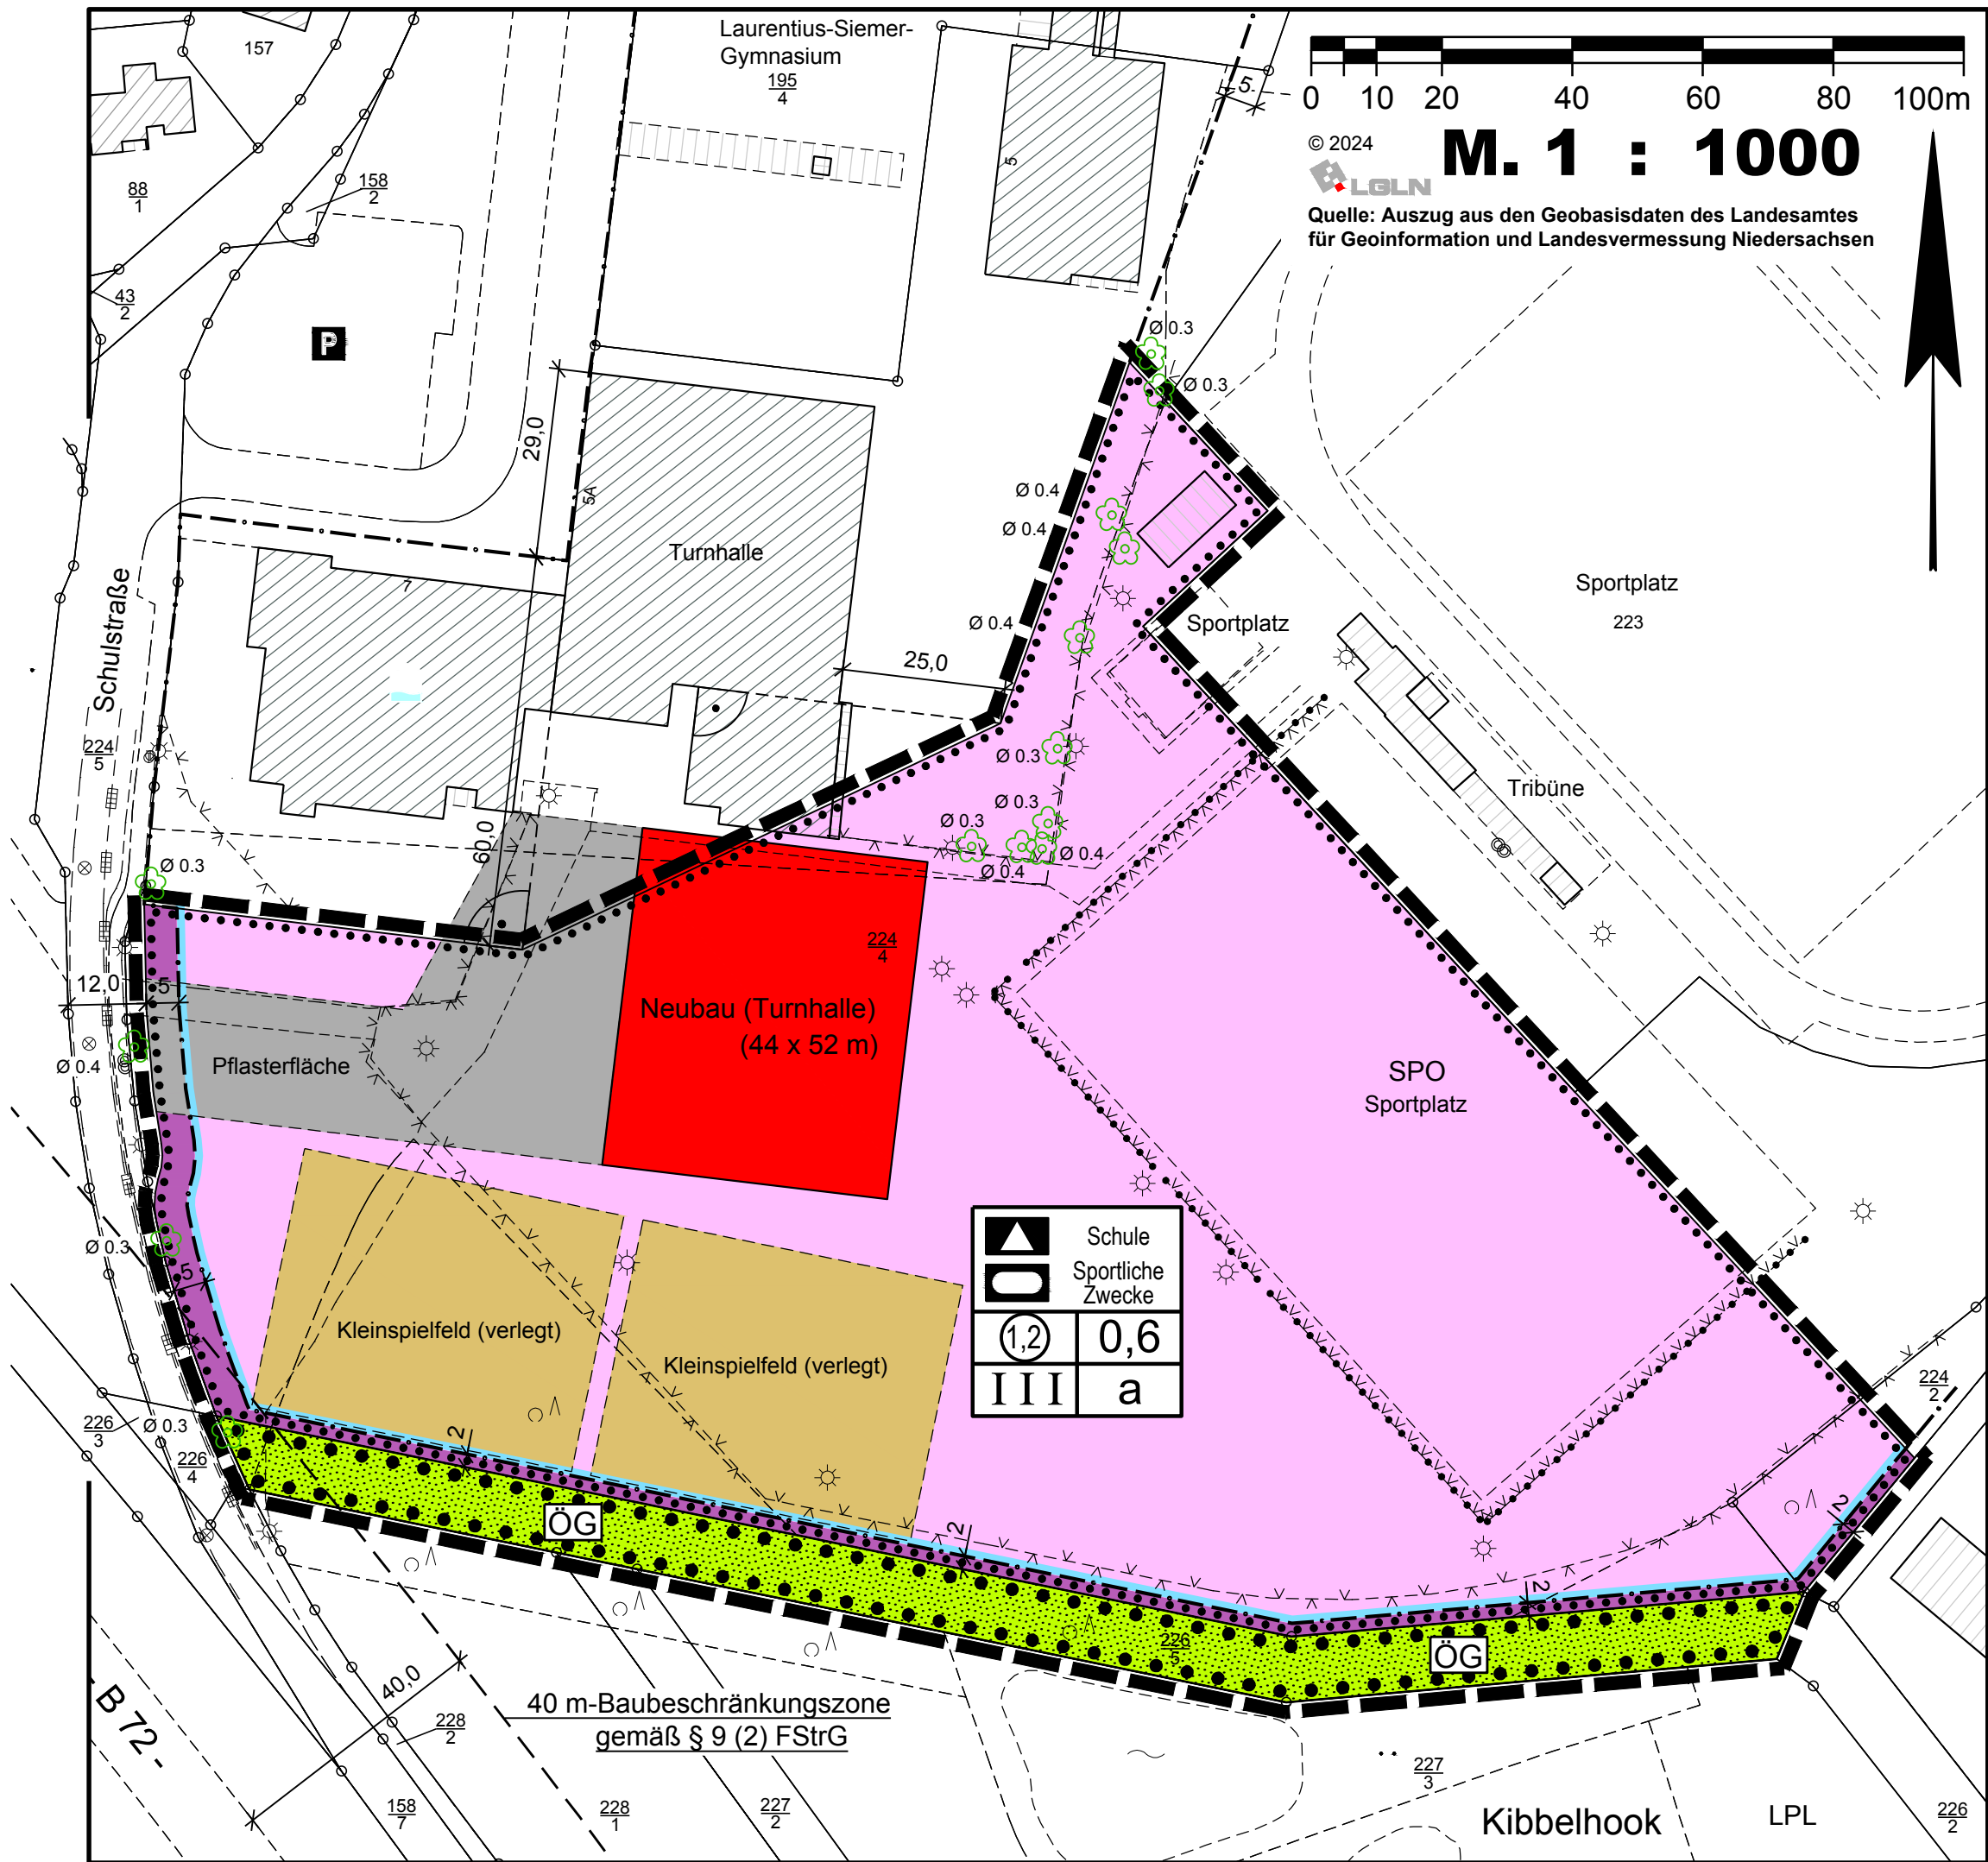 157
Laurentius-Siemer-
Gymnasium
195
4
5
0 10 20 40 60 80 100m
© 2024
LGLN
M. 1 : 1000
Quelle: Auszug aus den Geobasisdaten des Landesamtes
für Geoinformation und Landesvermessung Niedersachsen
88
1
158
2
5
43
2
P
Ø 0.3
Ø 0.3
29,0
5A
Ø 0.4
Ø 0.4
Turnhalle
7
Schulstraße
Sportplatz
223
Ø 0.4
Sportplatz
25,0
224
5
Ø 0.3
Tribüne
Ø 0.3
Ø 0.3
60,0
Ø 0.4
Ø 0.4
Ø 0.3
224
4
12,0
5
Neubau (Turnhalle)
(44 x 52 m)
Pflasterfläche
Ø 0.4
SPO
Sportplatz
Ø 0.3
5
Schule
Sportliche
Zwecke
1,2 0,6
III a
Kleinspielfeld (verlegt)
Kleinspielfeld (verlegt)
224
2
226
3
Ø 0.3
226
4
2
ÖG
2
2
2
226
5
ÖG
40,0
B 72 -
228
2
40 m-Baubeschränkungszone
gemäß § 9 (2) FStrG
158
7
228
1
227
2
227
3
Kibbelhook
LPL
226
2